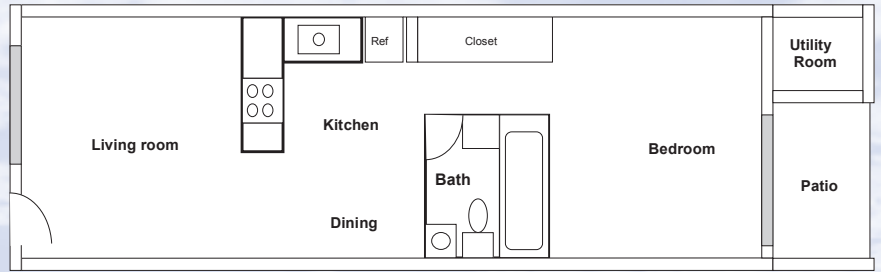 Ref
Closet
Utility
Room
Kitchen
Living room
Bedroom
Bath
Patio
Dining